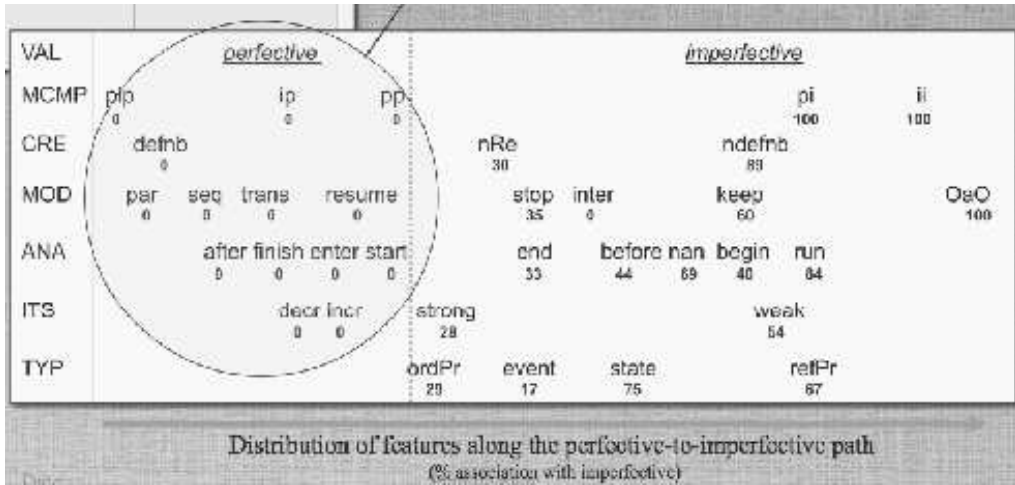 VAL perfective imperfective
MCMP pip ip pp pi ii
0 0 0 100 100
CRE defnb nRe ndefnb
0 30 89
MOD par seq trans resume stop inter keep OaO
0 0 0 0 35 0 60 100
ANA after finish enter start end before nan begin run
0 0 0 0 33 44 69 40 84
ITS decr incr strong weak
0 0 28 54
TYP ordPr event state refPr
29 17 75 67
Distribution of features along the perfective-to-imperfective path
(% association with imperfective)